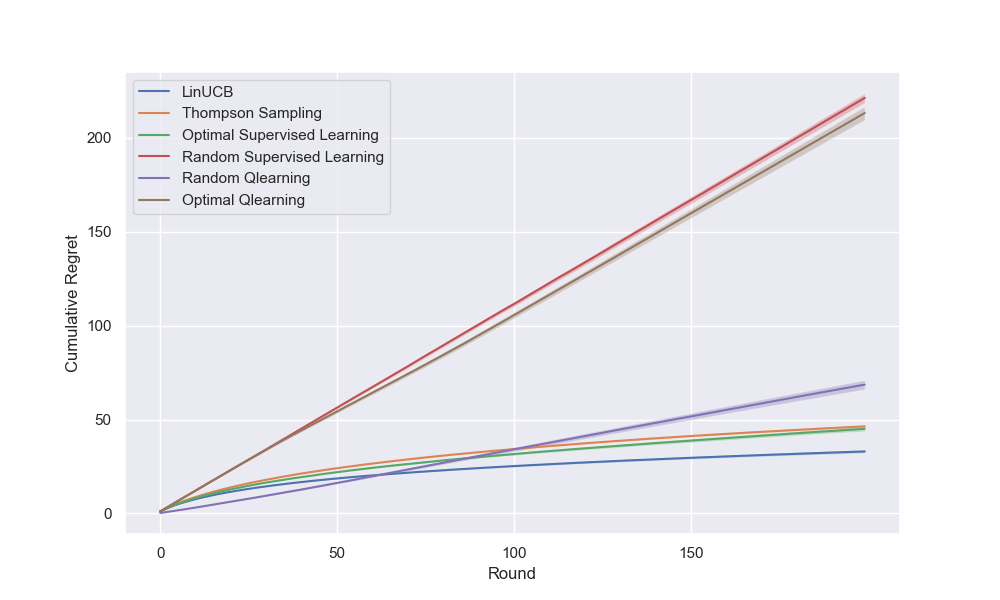 LinUCB
Thompson Sampling
Optimal Supervised Learning
Random Supervised Learning
Random Qlearning
Optimal Qlearning
Cumulative Regret
200
150
100
50
0
0 50 100 150
Round